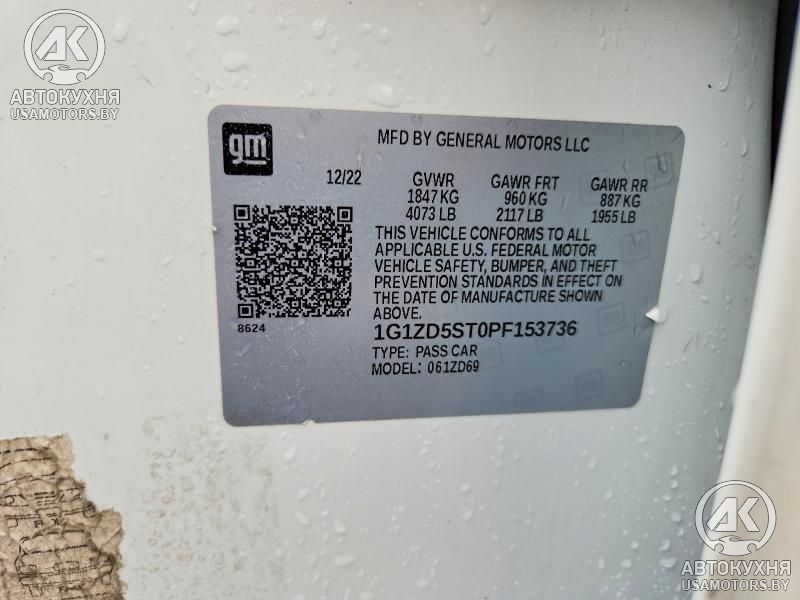 AK
АВТОКУХНЯ
USAMOTORS.BY
gm
MFD BY GENERAL MOTORS LLC
12/22 GVWR GAWR FRT GAWR RR
1847 KG 960 KG 887 KG
4073 LB 2117 LB 1955 LB
THIS VEHICLE CONFORMS TO ALL
APPLICABLE U.S. FEDERAL MOTOR
VEHICLE SAFETY, BUMPER, AND THEFT
PREVENTION STANDARDS IN EFFECT ON
THE DATE OF MANUFACTURE SHOWN
ABOVE.
8624
1G1ZD5ST0PF153736
TYPE: PASS CAR
MODEL: 061ZD69
AK
АВТОКУХНЯ
USAMOTORS.BY